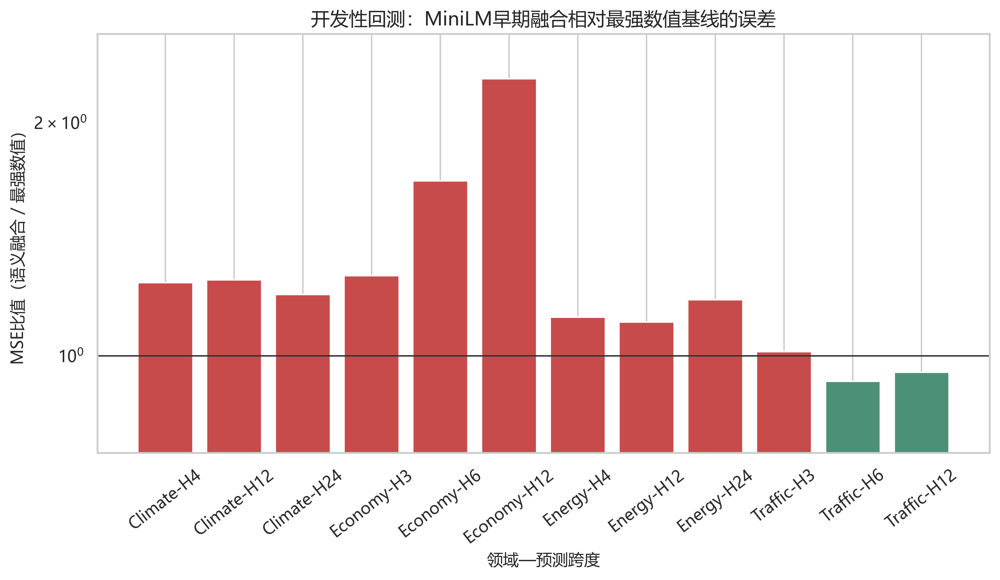 开发性回测：MiniLM早期融合相对最强数值基线的误差
MSE比值（语义融合 / 最强数值）
2 × 10⁰
10⁰
Climate-H4
Climate-H12
Climate-H24
Economy-H3
Economy-H6
Economy-H12
Energy-H4
Energy-H12
Energy-H24
Traffic-H3
Traffic-H6
Traffic-H12
领域—预测跨度